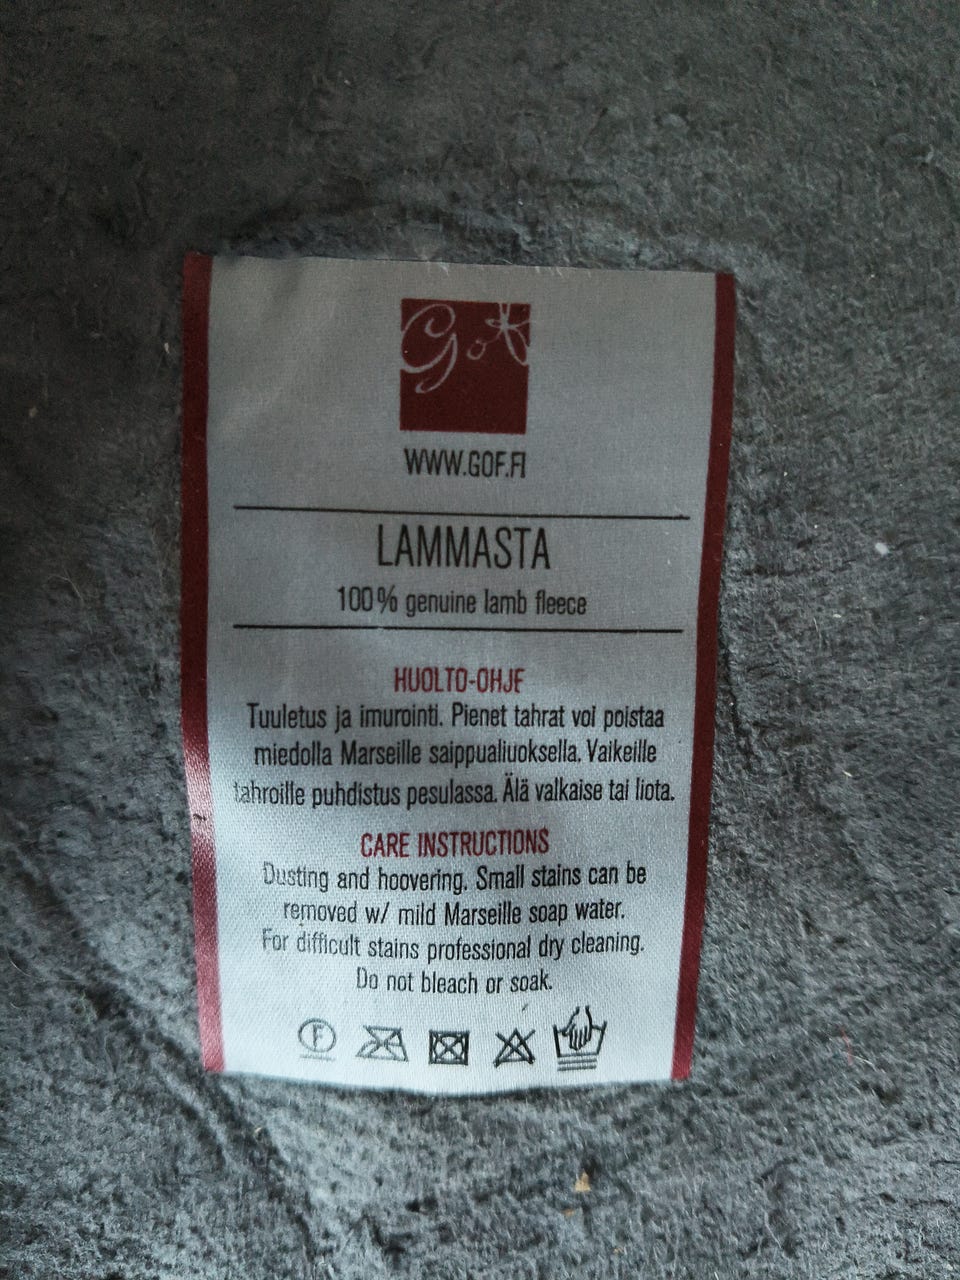 Gof
WWW.GOF.FI
LAMMASTA
100% genuine lamb fleece
HUOLTO-OHJE
Tuuletus ja imurointi. Pienet tahrat voi poistaa
miedolla Marseille saippualiuoksella. Vaikeille
tahroille puhdistus pesulassa. Älä valkaise tai liota.
CARE INSTRUCTIONS
Dusting and hoovering. Small stains can be
removed w/ mild Marseille soap water.
For difficult stains professional dry cleaning.
Do not bleach or soak.
F